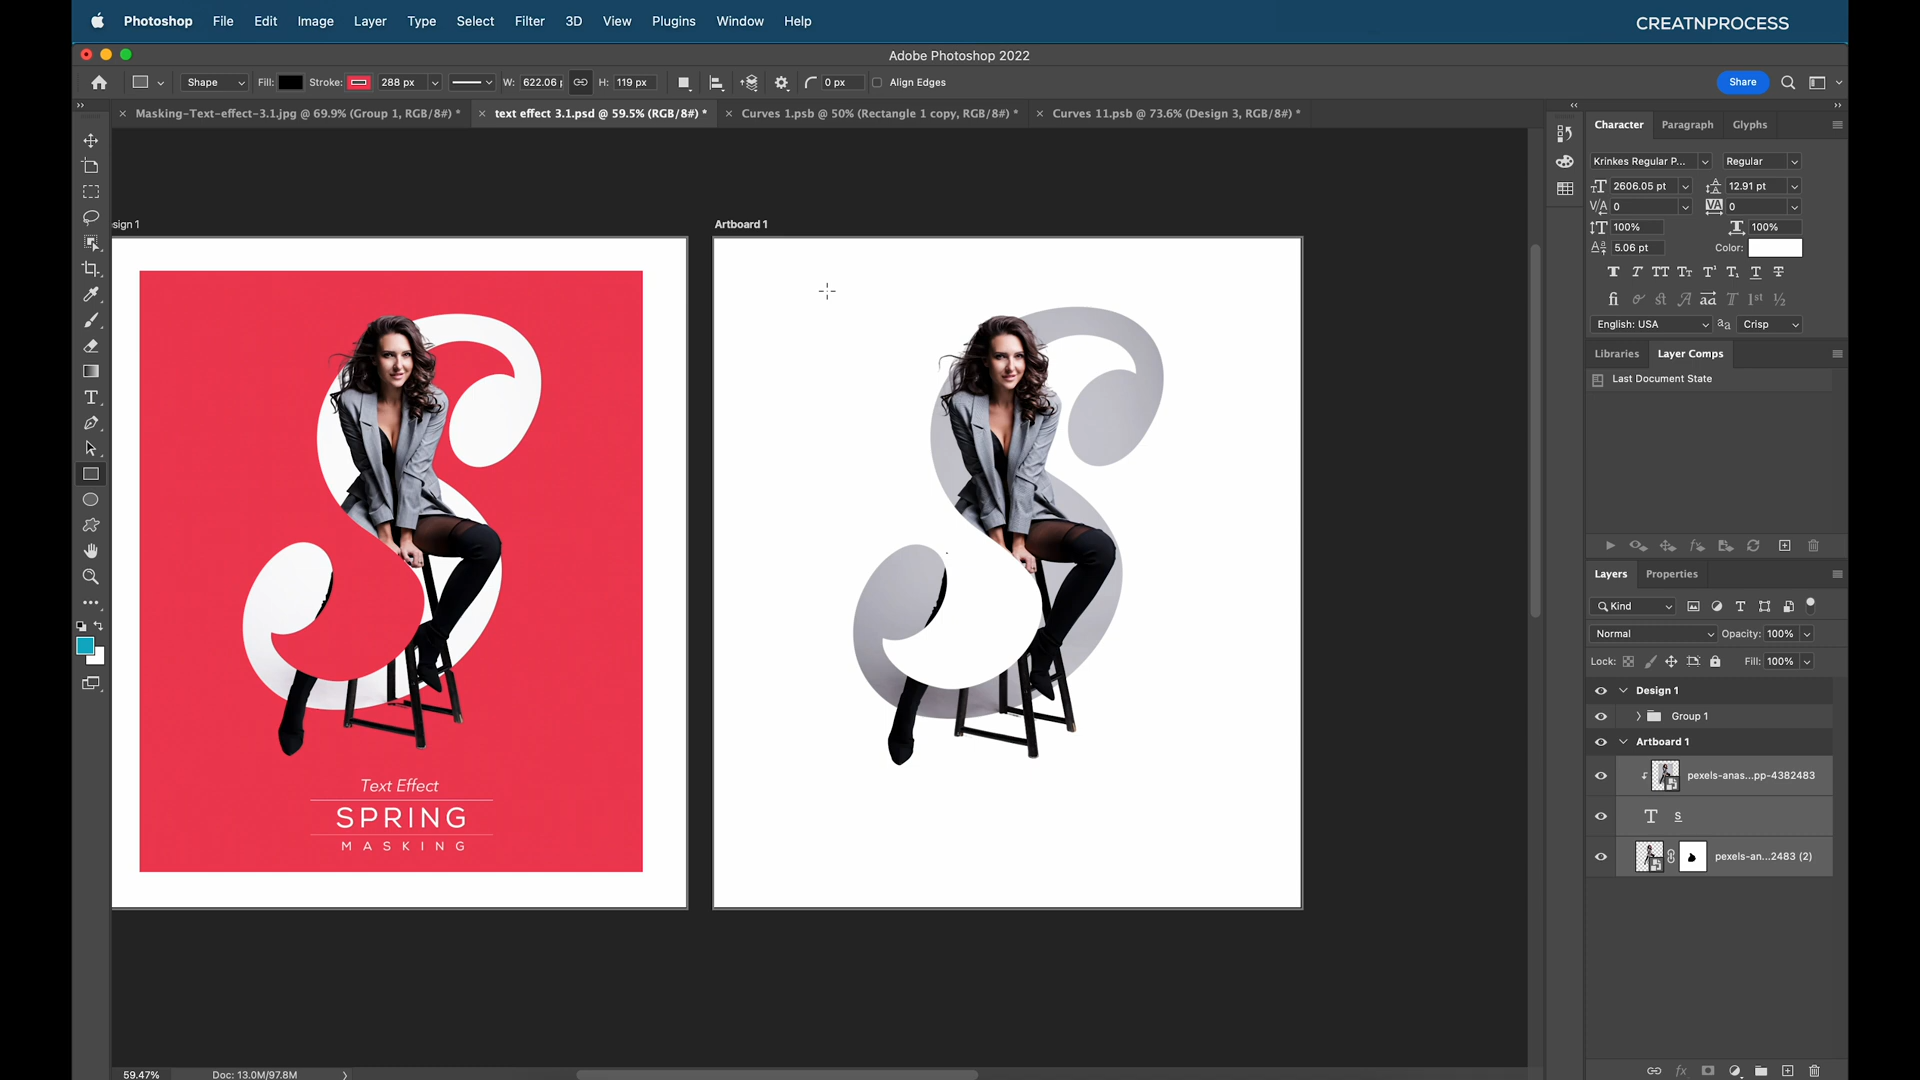 Photoshop File Edit Image Layer Type Select Filter 3D View Plugins Window Help
CREATNPROCESS
Adobe Photoshop 2022
Shape Fill: Stroke: 288 px W: 622.06 H: 119 px 0 px Align Edges Share
Masking-Text-effect-3.1.jpg @ 69.9% (Group 1, RGB/8#) *
text effect 3.1.psd @ 59.5% (RGB/8#) *
Curves 1.psb @ 50% (Rectangle 1 copy, RGB/8#) *
Curves 11.psb @ 73.6% (Design 3, RGB/8#) *
sign 1
Artboard 1
Text Effect
SPRING
MASKING
Character Paragraph Glyphs
Krinkes Regular P... Regular
2606.05 pt 12.91 pt
0 0
100% 100%
5.06 pt Color:
English: USA Crisp
Libraries Layer Comps
Last Document State
Layers Properties
Kind
Normal Opacity: 100%
Lock: Fill: 100%
Design 1
Group 1
Artboard 1
pexels-anas...pp-4382483
S
pexels-an...2483 (2)
59.47% Doc: 13.0M/97.8M